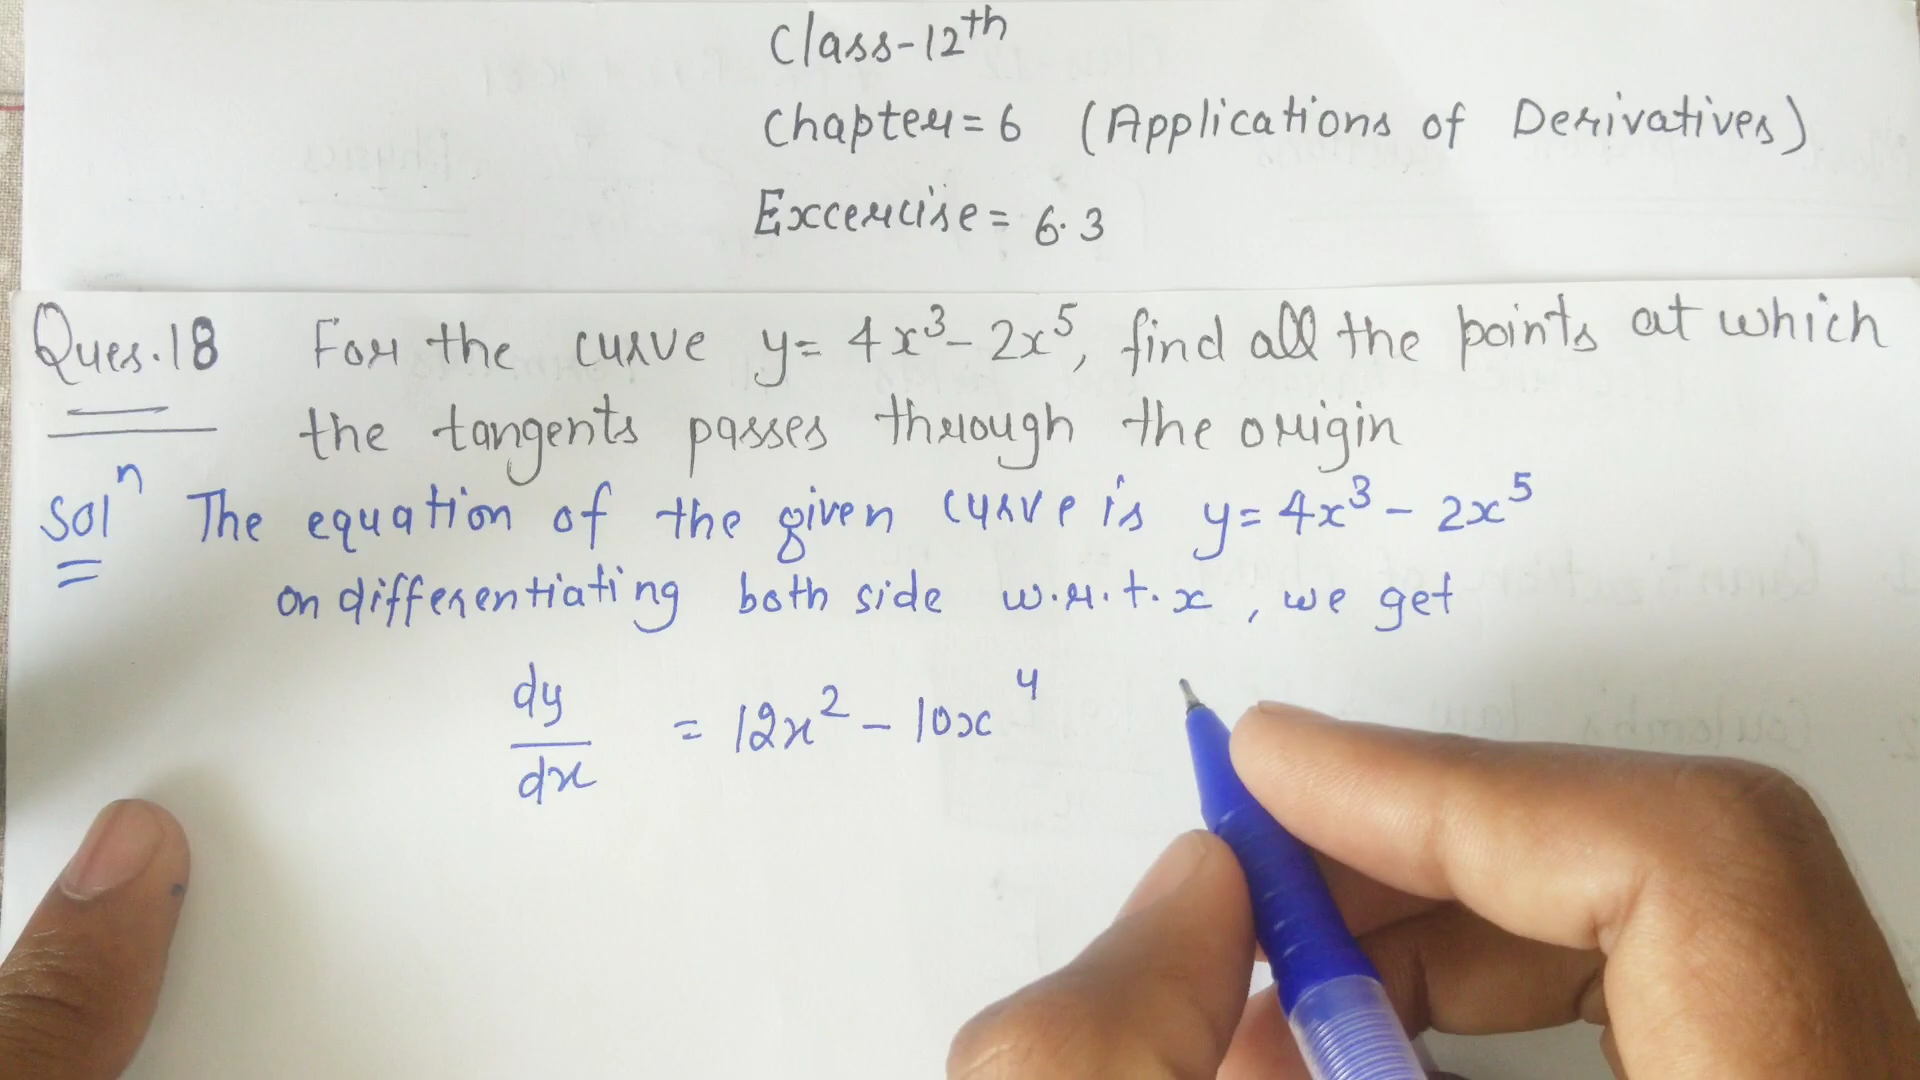 Class-12th
Chapter=6 (Applications of Derivatives)
Excercise= 6.3
Ques.18 For the curve y= 4x³-2x⁵, find all the points at which
the tangents passes through the origin
Solⁿ The equation of the given curve is y= 4x³ - 2x⁵
on differentiating both side w.r.t. x, we get
dy/dx = 12x² - 10x⁴